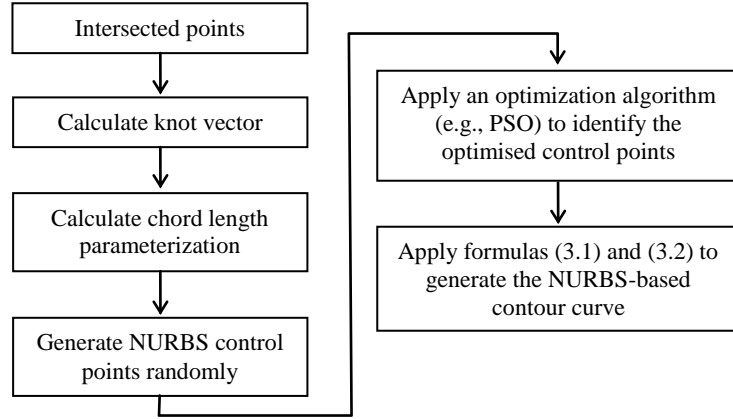 Intersected points
Calculate knot vector
Calculate chord length
parameterization
Generate NURBS control
points randomly
Apply an optimization algorithm
(e.g., PSO) to identify the
optimised control points
Apply formulas (3.1) and (3.2) to
generate the NURBS-based
contour curve